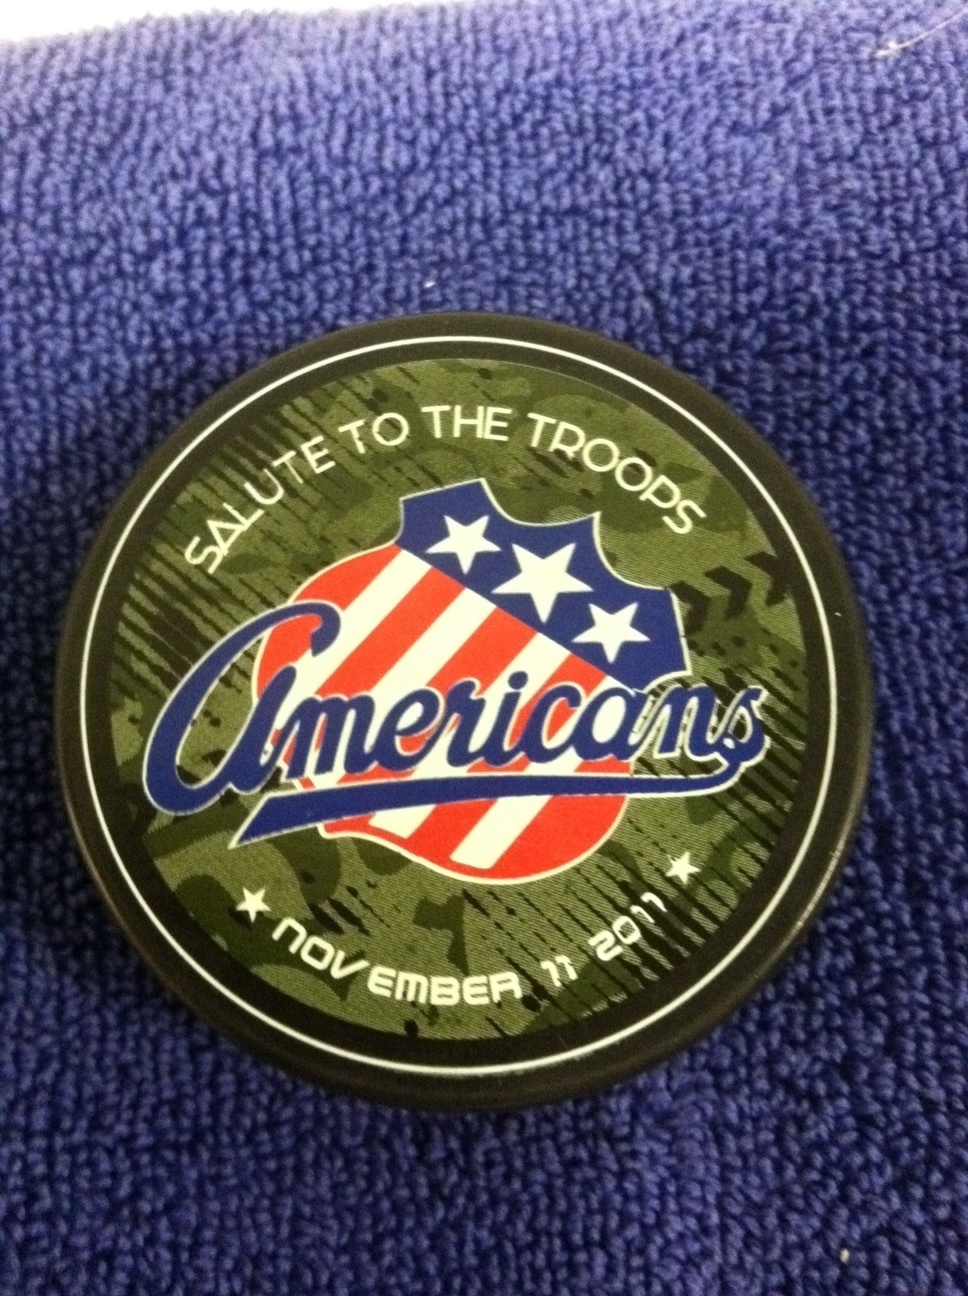 SALUTE TO THE TROOPS
Americans
NOVEMBER 11 2011